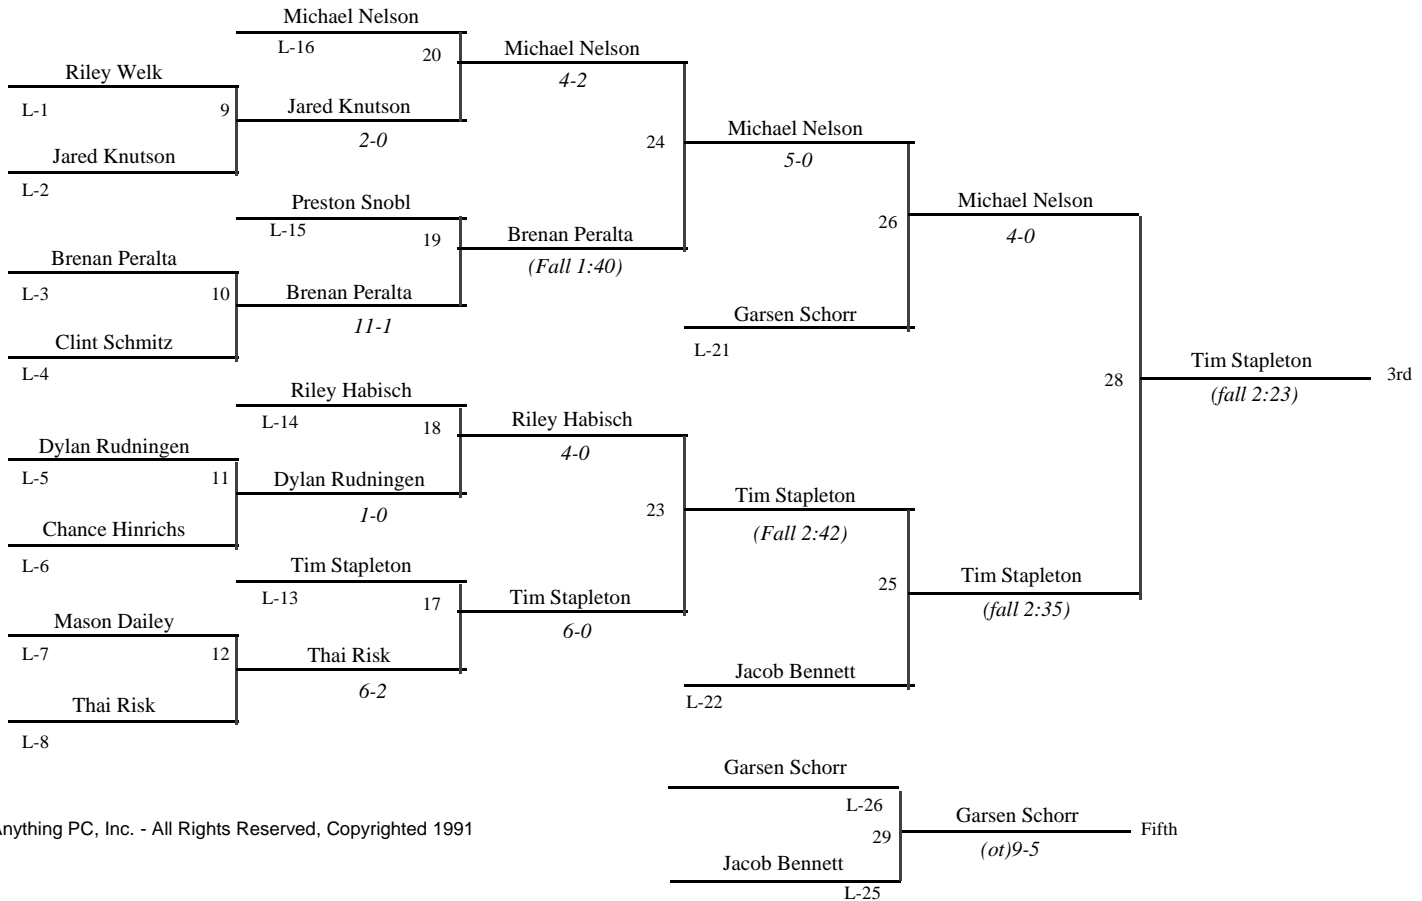 Michael Nelson
L-16
20
Michael Nelson
4-2
Riley Welk
L-1
9
Jared Knutson
2-0
Jared Knutson
L-2
24
Michael Nelson
5-0
Preston Snobl
L-15
19
Brenan Peralta
(Fall 1:40)
26
Michael Nelson
4-0
Brenan Peralta
L-3
10
Brenan Peralta
11-1
Clint Schmitz
L-4
Garsen Schorr
L-21
28
Tim Stapleton
(fall 2:23)
3rd
Riley Habisch
L-14
18
Riley Habisch
4-0
Dylan Rudningen
L-5
11
Dylan Rudningen
1-0
Chance Hinrichs
L-6
23
Tim Stapleton
(Fall 2:42)
Tim Stapleton
L-13
17
Tim Stapleton
6-0
25
Tim Stapleton
(fall 2:35)
Mason Dailey
L-7
12
Thai Risk
6-2
Thai Risk
L-8
Jacob Bennett
L-22
Garsen Schorr
L-26
29
Garsen Schorr
(ot)9-5
Fifth
Jacob Bennett
L-25
nything PC, Inc. - All Rights Reserved, Copyrighted 1991